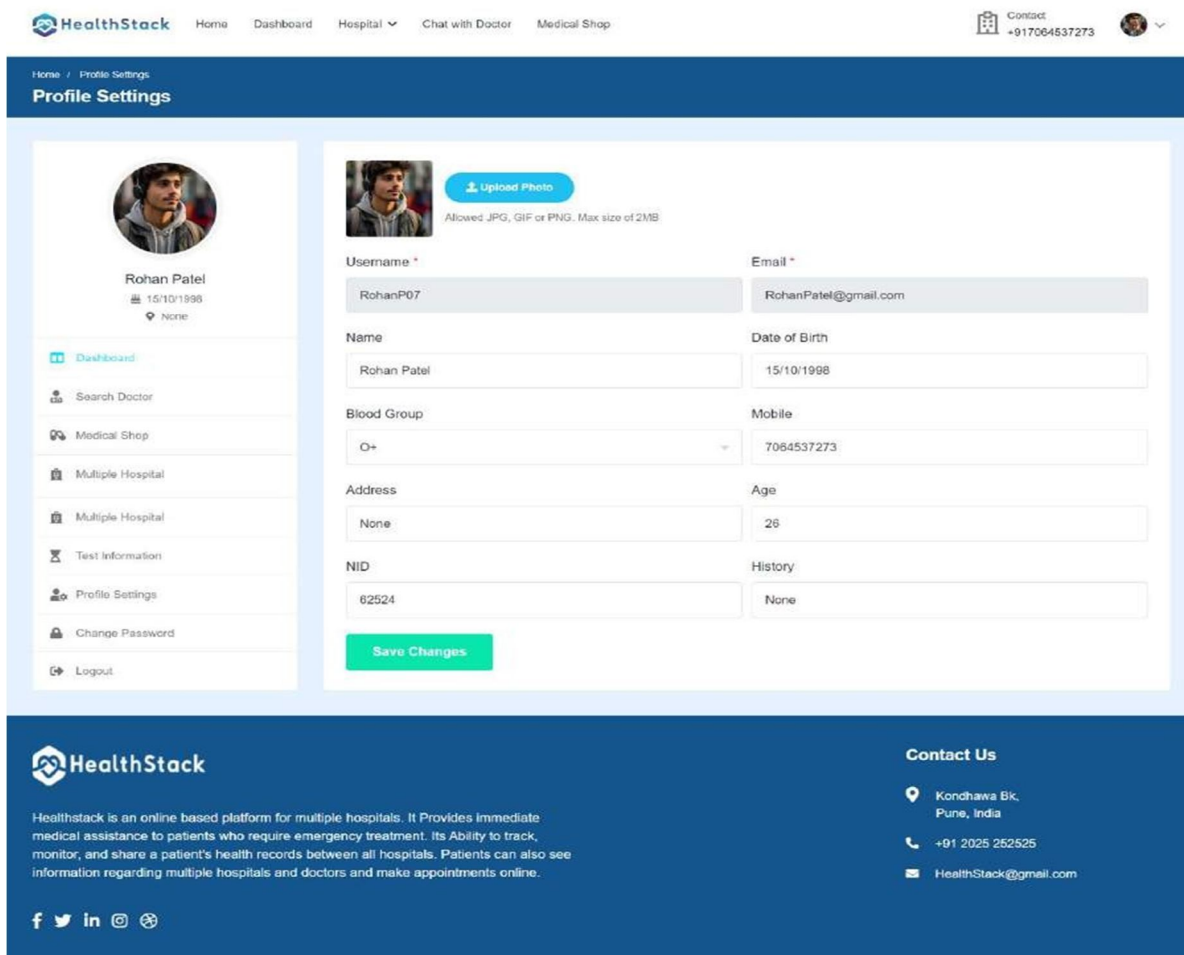 HealthStack Home Dashboard Hospital Chat with Doctor Medical Shop Contact
+917064537273
Home / Profile Settings
Profile Settings
Rohan Patel
15/10/1998
None
Dashboard
Search Doctor
Medical Shop
Multiple Hospital
Multiple Hospital
Test Information
Profile Settings
Change Password
Logout
Upload Photo
Allowed JPG, GIF or PNG. Max size of 2MB
Username * Email *
RohanP07 RohanPatel@gmail.com
Name Date of Birth
Rohan Patel 15/10/1998
Blood Group Mobile
O+ 7064537273
Address Age
None 26
NID History
62524 None
Save Changes
HealthStack
Healthstack is an online based platform for multiple hospitals. It Provides immediate
medical assistance to patients who require emergency treatment. Its Ability to track,
monitor, and share a patient's health records between all hospitals. Patients can also see
information regarding multiple hospitals and doctors and make appointments online.
Contact Us
Kondhawa Bk,
Pune, India
+91 2025 252525
HealthStack@gmail.com